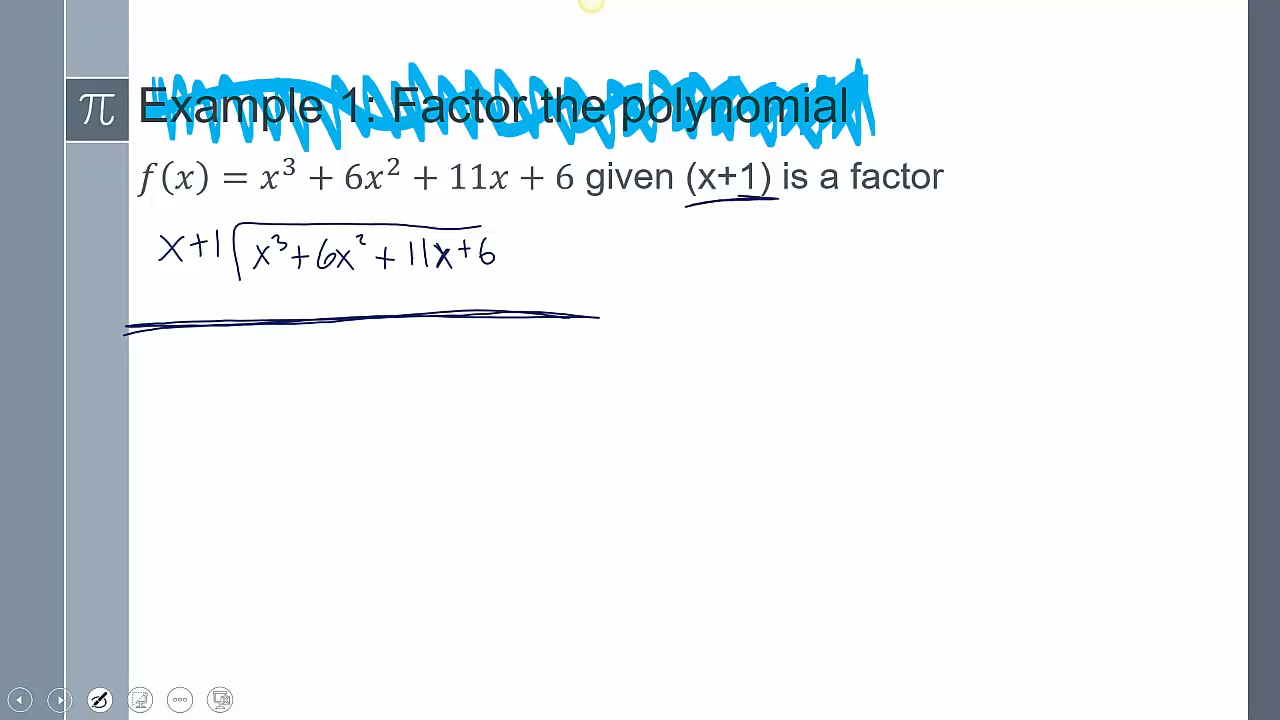 π
Example 1: Factor the polynomial
f(x) = x³ + 6x² + 11x + 6 given (x+1) is a factor
x+1 x³+6x²+11x+6